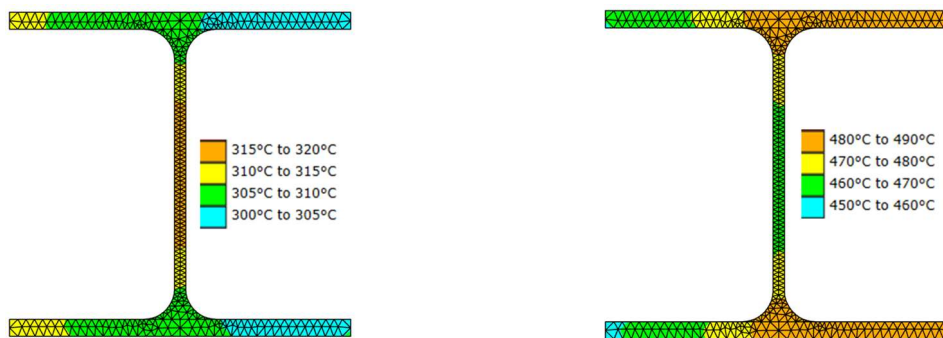 315°C to 320°C
310°C to 315°C
305°C to 310°C
300°C to 305°C
480°C to 490°C
470°C to 480°C
460°C to 470°C
450°C to 460°C